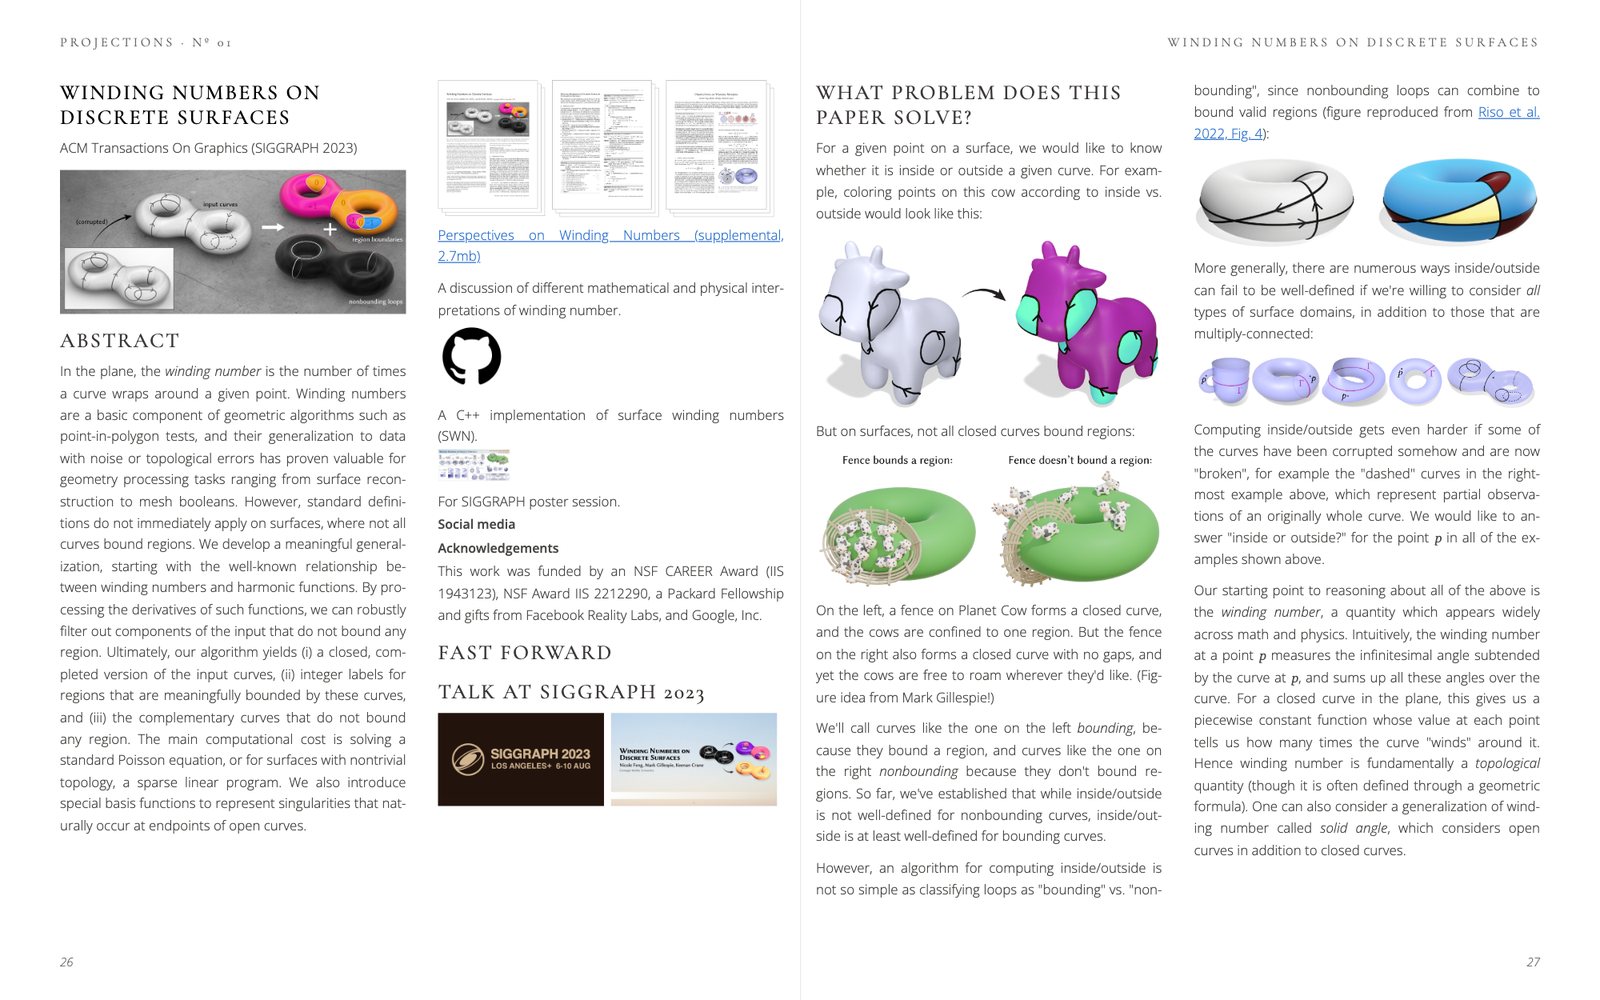 PROJECTIONS · Nº 01
WINDING NUMBERS ON
DISCRETE SURFACES
ACM Transactions On Graphics (SIGGRAPH 2023)
(corrupted)
input curves
region boundaries
nonbounding loops
ABSTRACT
In the plane, the winding number is the number of times
a curve wraps around a given point. Winding numbers
are a basic component of geometric algorithms such as
point-in-polygon tests, and their generalization to data
with noise or topological errors has proven valuable for
geometry processing tasks ranging from surface recon-
struction to mesh booleans. However, standard defini-
tions do not immediately apply on surfaces, where not all
curves bound regions. We develop a meaningful general-
ization, starting with the well-known relationship be-
tween winding numbers and harmonic functions. By pro-
cessing the derivatives of such functions, we can robustly
filter out components of the input that do not bound any
region. Ultimately, our algorithm yields (i) a closed, com-
pleted version of the input curves, (ii) integer labels for
regions that are meaningfully bounded by these curves,
and (iii) the complementary curves that do not bound
any region. The main computational cost is solving a
standard Poisson equation, or for surfaces with nontrivial
topology, a sparse linear program. We also introduce
special basis functions to represent singularities that nat-
urally occur at endpoints of open curves.
Perspectives on Winding Numbers (supplemental,
2.7mb)
A discussion of different mathematical and physical inter-
pretations of winding number.
A C++ implementation of surface winding numbers
(SWN).
For SIGGRAPH poster session.
Social media
Acknowledgements
This work was funded by an NSF CAREER Award (IIS
1943123), NSF Award IIS 2212290, a Packard Fellowship
and gifts from Facebook Reality Labs, and Google, Inc.
FAST FORWARD
TALK AT SIGGRAPH 2023
SIGGRAPH 2023
LOS ANGELES+ 6-10 AUG
WINDING NUMBERS ON
DISCRETE SURFACES
Nicole Feng, Mark Gillespie, Keenan Crane
26
WINDING NUMBERS ON DISCRETE SURFACES
WHAT PROBLEM DOES THIS
PAPER SOLVE?
For a given point on a surface, we would like to know
whether it is inside or outside a given curve. For exam-
ple, coloring points on this cow according to inside vs.
outside would look like this:
But on surfaces, not all closed curves bound regions:
Fence bounds a region:
Fence doesn't bound a region:
On the left, a fence on Planet Cow forms a closed curve,
and the cows are confined to one region. But the fence
on the right also forms a closed curve with no gaps, and
yet the cows are free to roam wherever they'd like. (Fig-
ure idea from Mark Gillespie!)
We'll call curves like the one on the left bounding, be-
cause they bound a region, and curves like the one on
the right nonbounding because they don't bound re-
gions. So far, we've established that while inside/outside
is not well-defined for nonbounding curves, inside/out-
side is at least well-defined for bounding curves.
However, an algorithm for computing inside/outside is
not so simple as classifying loops as "bounding" vs. "non-
bounding", since nonbounding loops can combine to
bound valid regions (figure reproduced from Riso et al.
2022, Fig. 4):
More generally, there are numerous ways inside/outside
can fail to be well-defined if we're willing to consider all
types of surface domains, in addition to those that are
multiply-connected:
Computing inside/outside gets even harder if some of
the curves have been corrupted somehow and are now
"broken", for example the "dashed" curves in the right-
most example above, which represent partial observa-
tions of an originally whole curve. We would like to an-
swer "inside or outside?" for the point p in all of the ex-
amples shown above.
Our starting point to reasoning about all of the above is
the winding number, a quantity which appears widely
across math and physics. Intuitively, the winding number
at a point p measures the infinitesimal angle subtended
by the curve at p, and sums up all these angles over the
curve. For a closed curve in the plane, this gives us a
piecewise constant function whose value at each point
tells us how many times the curve "winds" around it.
Hence winding number is fundamentally a topological
quantity (though it is often defined through a geometric
formula). One can also consider a generalization of wind-
ing number called solid angle, which considers open
curves in addition to closed curves.
27